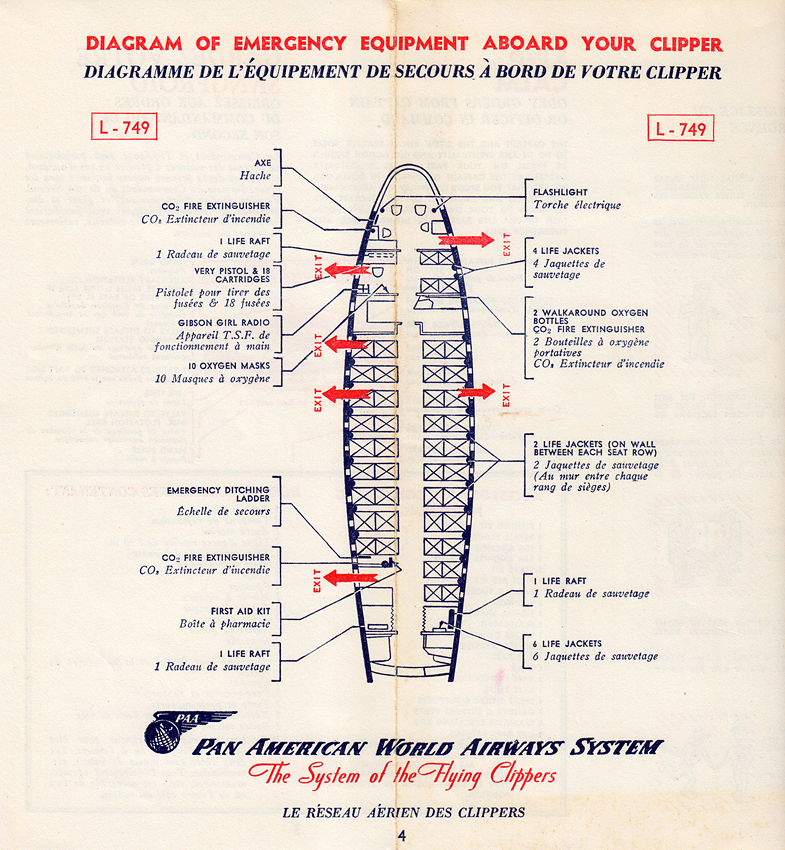 DIAGRAM OF EMERGENCY EQUIPMENT ABOARD YOUR CLIPPER
DIAGRAMME DE L'ÉQUIPEMENT DE SECOURS À BORD DE VOTRE CLIPPER
L - 749
L - 749
AXE
Hache
CO₂ FIRE EXTINGUISHER
CO₂ Extincteur d'incendie
1 LIFE RAFT
1 Radeau de sauvetage
VERY PISTOL & 18
CARTRIDGES
Pistolet pour tirer des
fusées & 18 fusées
GIBSON GIRL RADIO
Appareil T.S.F. de
fonctionnement à main
10 OXYGEN MASKS
10 Masques à oxygène
EMERGENCY DITCHING
LADDER
Échelle de secours
CO₂ FIRE EXTINGUISHER
CO₂ Extincteur d'incendie
FIRST AID KIT
Boîte à pharmacie
1 LIFE RAFT
1 Radeau de sauvetage
EXIT
EXIT
EXIT
EXIT
EXIT
EXIT
FLASHLIGHT
Torche électrique
4 LIFE JACKETS
4 Jaquettes de
sauvetage
2 WALKAROUND OXYGEN
BOTTLES
CO₂ FIRE EXTINGUISHER
2 Bouteilles à oxygène
portatives
CO₂ Extincteur d'incendie
2 LIFE JACKETS (ON WALL
BETWEEN EACH SEAT ROW)
2 Jaquettes de sauvetage
(Au mur entre chaque
rang de sièges)
1 LIFE RAFT
1 Radeau de sauvetage
6 LIFE JACKETS
6 Jaquettes de sauvetage
PAA
PAN AMERICAN WORLD AIRWAYS SYSTEM
The System of the Flying Clippers
LE RÉSEAU AÉRIEN DES CLIPPERS
4